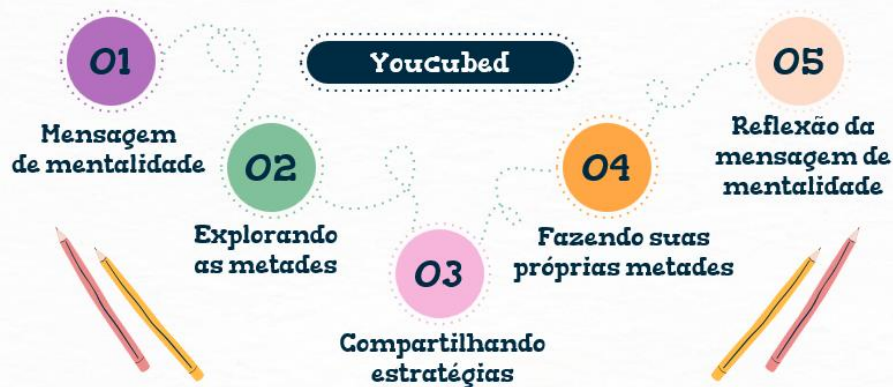 Youcubed
01
Mensagem
de mentalidade
02
Explorando
as metades
03
Compartilhando
estratégias
04
Fazendo suas
próprias metades
05
Reflexão da
mensagem de
mentalidade